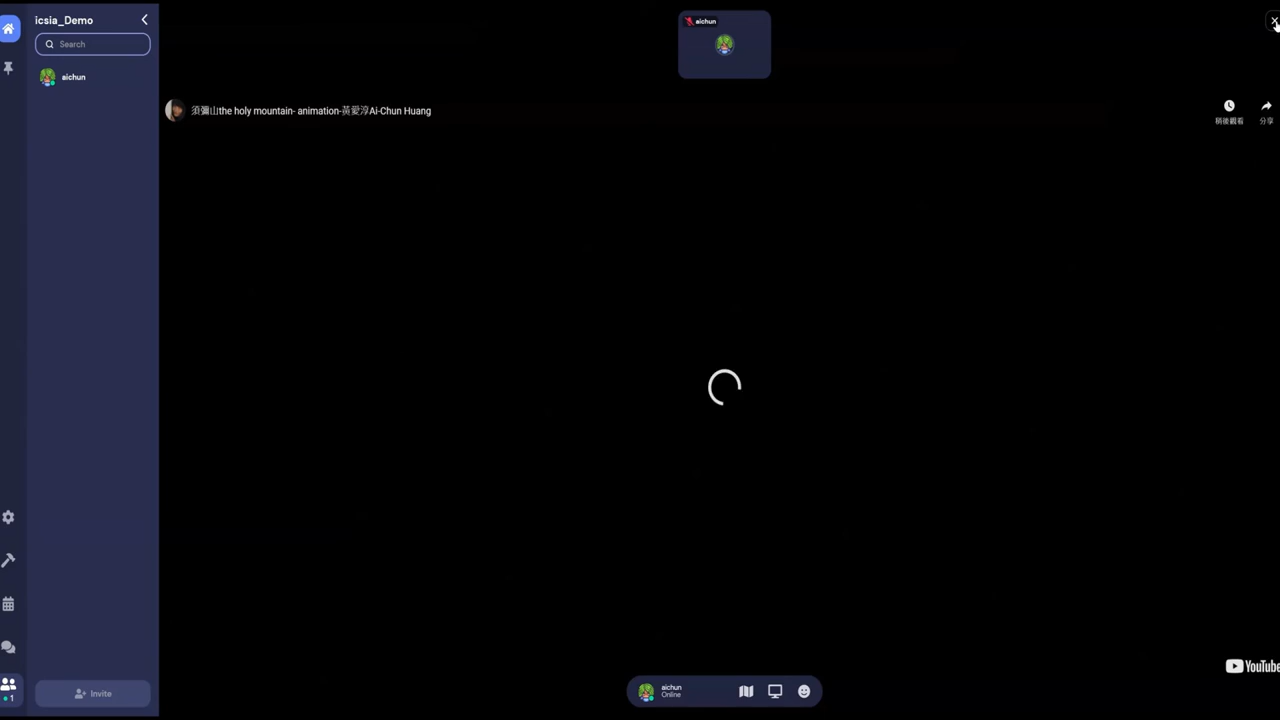 icsia_Demo
Search
aichun
aichun
須彌山the holy mountain- animation-黃愛淳Ai-Chun Huang
稍後觀看
分享
1
Invite
aichun
Online
YouTube